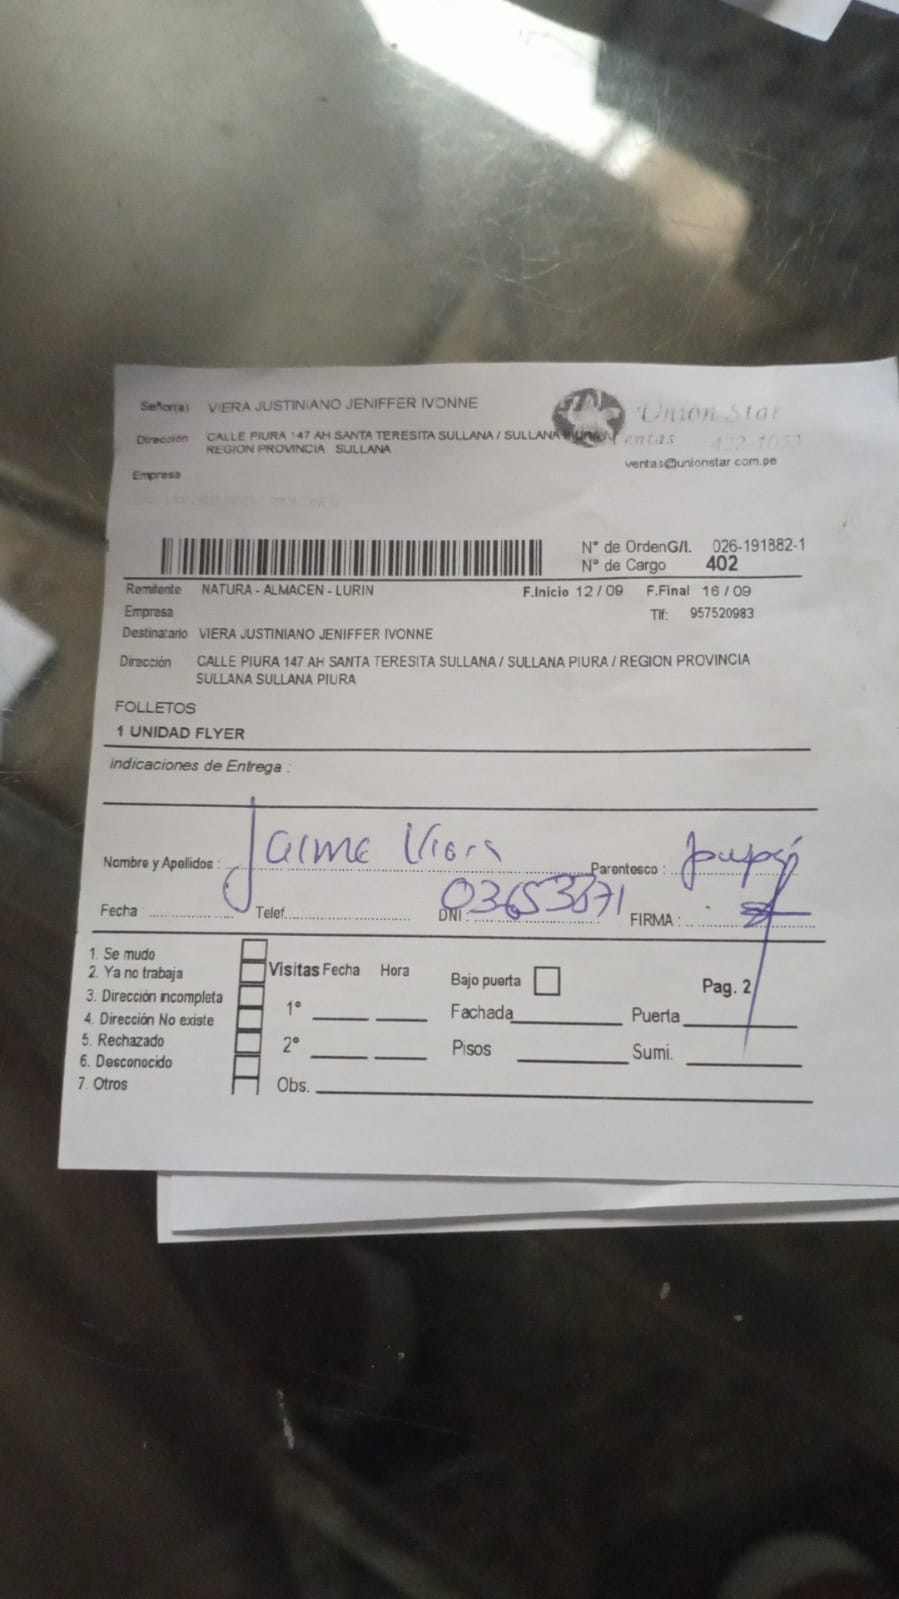 Señor(a) VIERA JUSTINIANO JENIFFER IVONNE
Union Star
Dirección CALLE PIURA 147 AH SANTA TERESITA SULLANA / SULLANA PIURA /
REGION PROVINCIA SULLANA
ventas@unionstar.com.pe
Empresa
N° de OrdenG/I. 026-191882-1
N° de Cargo 402
Remitente NATURA - ALMACEN - LURIN F.Inicio 12 / 09 F.Final 16 / 09
Empresa Tlf: 957520983
Destinatario VIERA JUSTINIANO JENIFFER IVONNE
Dirección CALLE PIURA 147 AH SANTA TERESITA SULLANA / SULLANA PIURA / REGION PROVINCIA
SULLANA SULLANA PIURA
FOLLETOS
1 UNIDAD FLYER
Indicaciones de Entrega :
Nombre y Apellidos : Jaime Viera Parentesco : papá
Fecha Telef. DNI : FIRMA :
1. Se mudo
2. Ya no trabaja
3. Dirección incompleta
4. Dirección No existe
5. Rechazado
6. Desconocido
7. Otros
Visitas Fecha Hora
1°
2°
Obs.
Bajo puerta
Pag. 2
Fachada Puerta
Pisos Sumi.